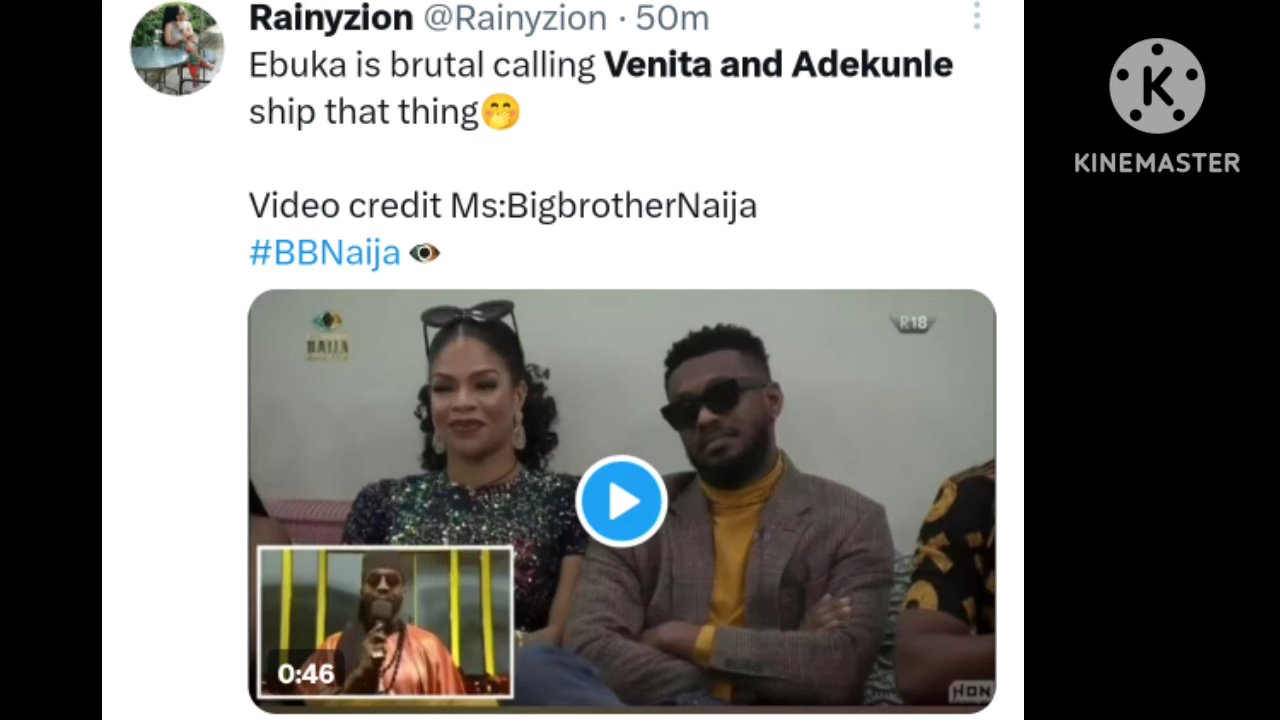 Rainyzion @Rainyzion · 50m
Ebuka is brutal calling Venita and Adekunle
ship that thing🤭
Video credit Ms:BigbrotherNaija
#BBNaija
K
KINEMASTER
NAIJA
R18
0:46
HON